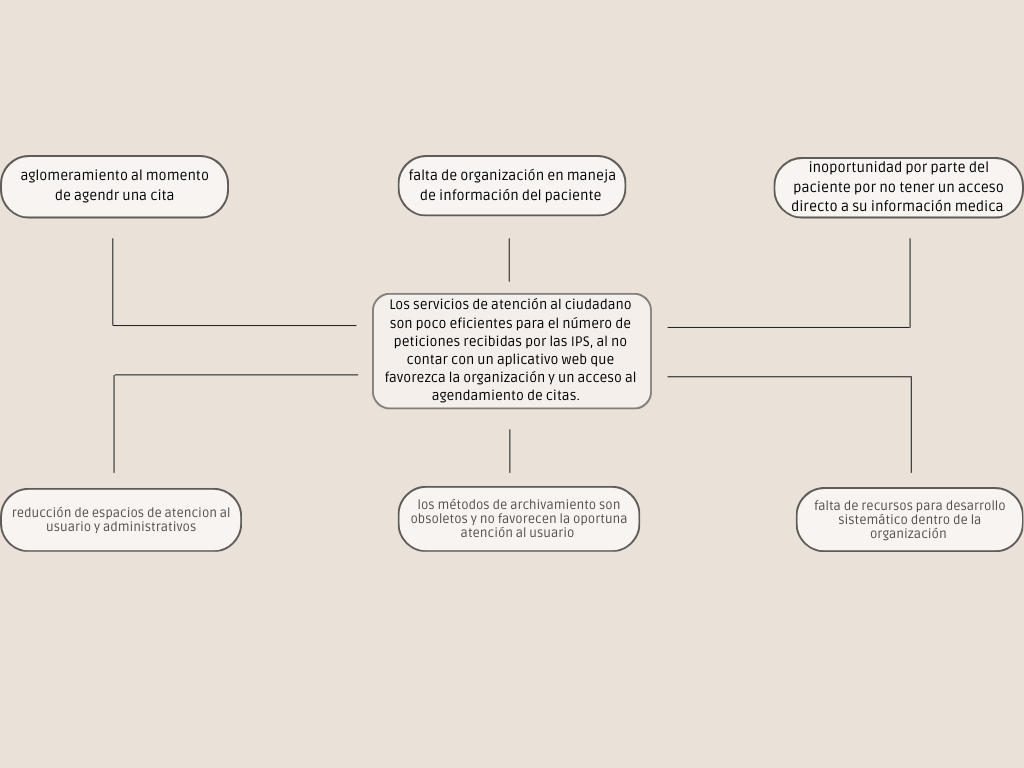 aglomeramiento al momento
de agendr una cita
falta de organización en maneja
de información del paciente
inoportunidad por parte del
paciente por no tener un acceso
directo a su información medica
Los servicios de atención al ciudadano
son poco eficientes para el número de
peticiones recibidas por las IPS, al no
contar con un aplicativo web que
favorezca la organización y un acceso al
agendamiento de citas.
reducción de espacios de atencion al
usuario y administrativos
los métodos de archivamiento son
obsoletos y no favorecen la oportuna
atención al usuario
falta de recursos para desarrollo
sistemático dentro de la
organización